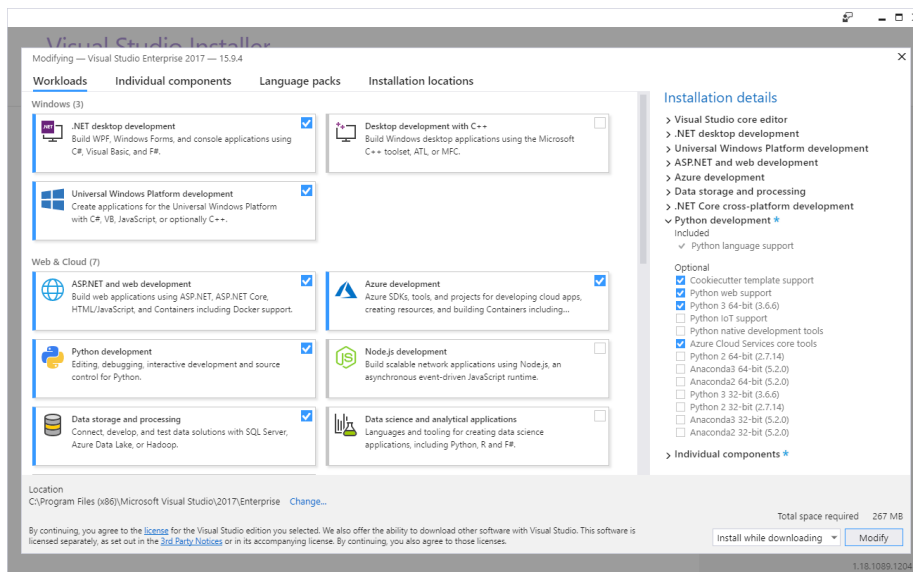 Visual Studio Installer
Modifying — Visual Studio Enterprise 2017 — 15.9.4
Workloads
Individual components
Language packs
Installation locations
Windows (3)
.NET desktop development
Build WPF, Windows Forms, and console applications using
C#, Visual Basic, and F#.
Desktop development with C++
Build Windows desktop applications using the Microsoft
C++ toolset, ATL, or MFC.
Universal Windows Platform development
Create applications for the Universal Windows Platform
with C#, VB, JavaScript, or optionally C++.
Web & Cloud (7)
ASP.NET and web development
Build web applications using ASP.NET, ASP.NET Core,
HTML/JavaScript, and Containers including Docker support.
Azure development
Azure SDKs, tools, and projects for developing cloud apps,
creating resources, and building Containers including...
Python development
Editing, debugging, interactive development and source
control for Python.
Node.js development
Build scalable network applications using Node.js, an
asynchronous event-driven JavaScript runtime.
Data storage and processing
Connect, develop, and test data solutions with SQL Server,
Azure Data Lake, or Hadoop.
Data science and analytical applications
Languages and tooling for creating data science
applications, including Python, R and F#.
Installation details
Visual Studio core editor
.NET desktop development
Universal Windows Platform development
ASP.NET and web development
Azure development
Data storage and processing
.NET Core cross-platform development
Python development *
Included
Python language support
Optional
Cookiecutter template support
Python web support
Python 3 64-bit (3.6.6)
Python IoT support
Python native development tools
Azure Cloud Services core tools
Python 2 64-bit (2.7.14)
Anaconda3 64-bit (5.2.0)
Anaconda2 64-bit (5.2.0)
Python 3 32-bit (3.6.6)
Python 2 32-bit (2.7.14)
Anaconda3 32-bit (5.2.0)
Anaconda2 32-bit (5.2.0)
Individual components *
Location
C:\Program Files (x86)\Microsoft Visual Studio\2017\Enterprise Change...
By continuing, you agree to the license for the Visual Studio edition you selected. We also offer the ability to download other software with Visual Studio. This software is
licensed separately, as set out in the 3rd Party Notices or in its accompanying license. By continuing, you also agree to those licenses.
Total space required 267 MB
Install while downloading
Modify
1.18.1089.1204